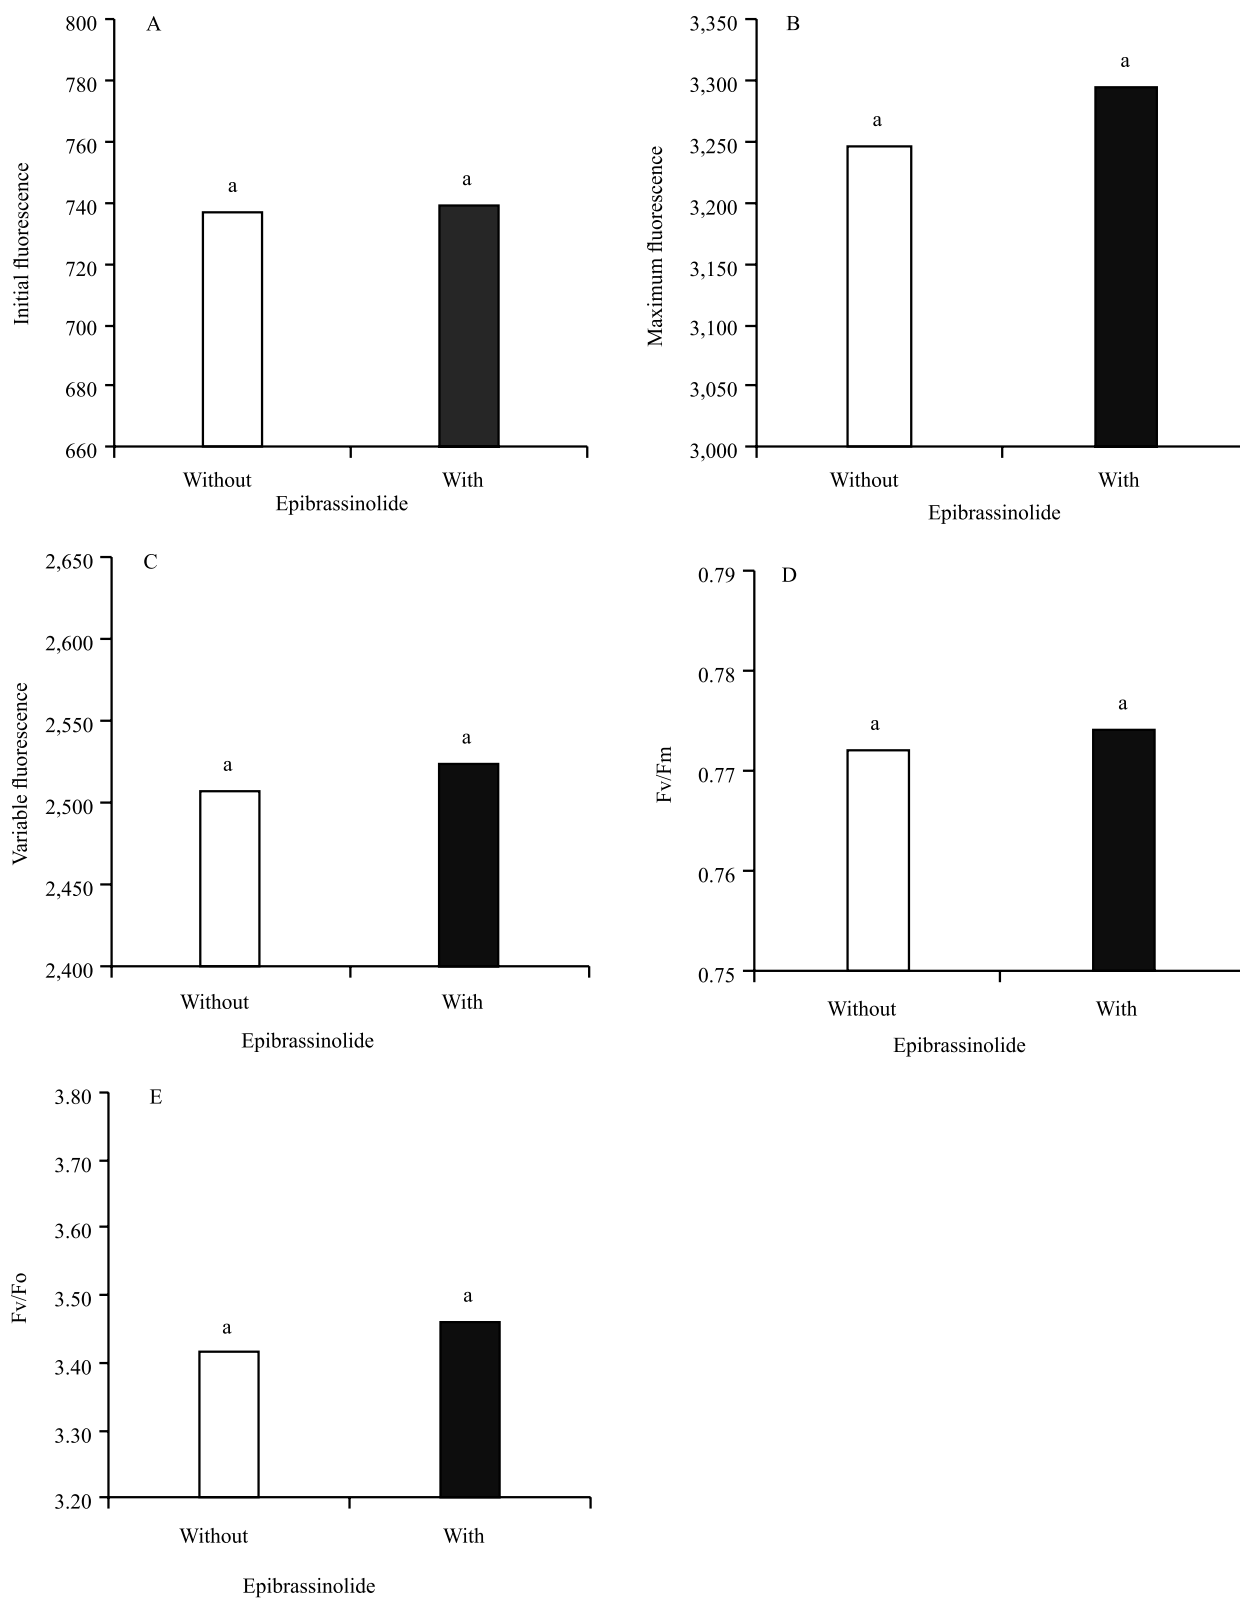 A
800
780
760
740
720
700
680
660
Initial fluorescence
a
a
Without
With
Epibrassinolide
B
3,350
3,300
3,250
3,200
3,150
3,100
3,050
3,000
Maximum fluorescence
a
a
Without
With
Epibrassinolide
C
2,650
2,600
2,550
2,500
2,450
2,400
Variable fluorescence
a
a
Without
With
Epibrassinolide
D
0.79
0.78
0.77
0.76
0.75
Fv/Fm
a
a
Without
With
Epibrassinolide
E
3.80
3.70
3.60
3.50
3.40
3.30
3.20
Fv/Fo
a
a
Without
With
Epibrassinolide